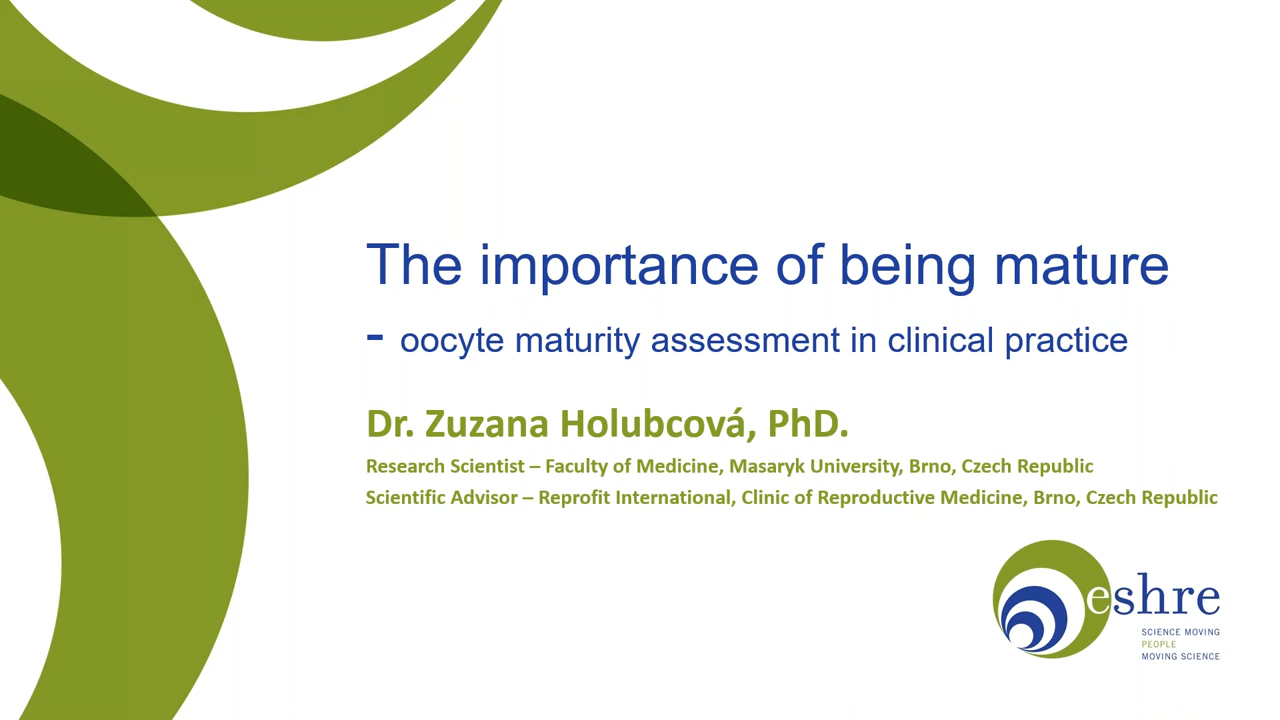 The importance of being mature
- oocyte maturity assessment in clinical practice
Dr. Zuzana Holubcová, PhD.
Research Scientist – Faculty of Medicine, Masaryk University, Brno, Czech Republic
Scientific Advisor – Reprofit International, Clinic of Reproductive Medicine, Brno, Czech Republic
eshre
SCIENCE MOVING
PEOPLE
MOVING SCIENCE